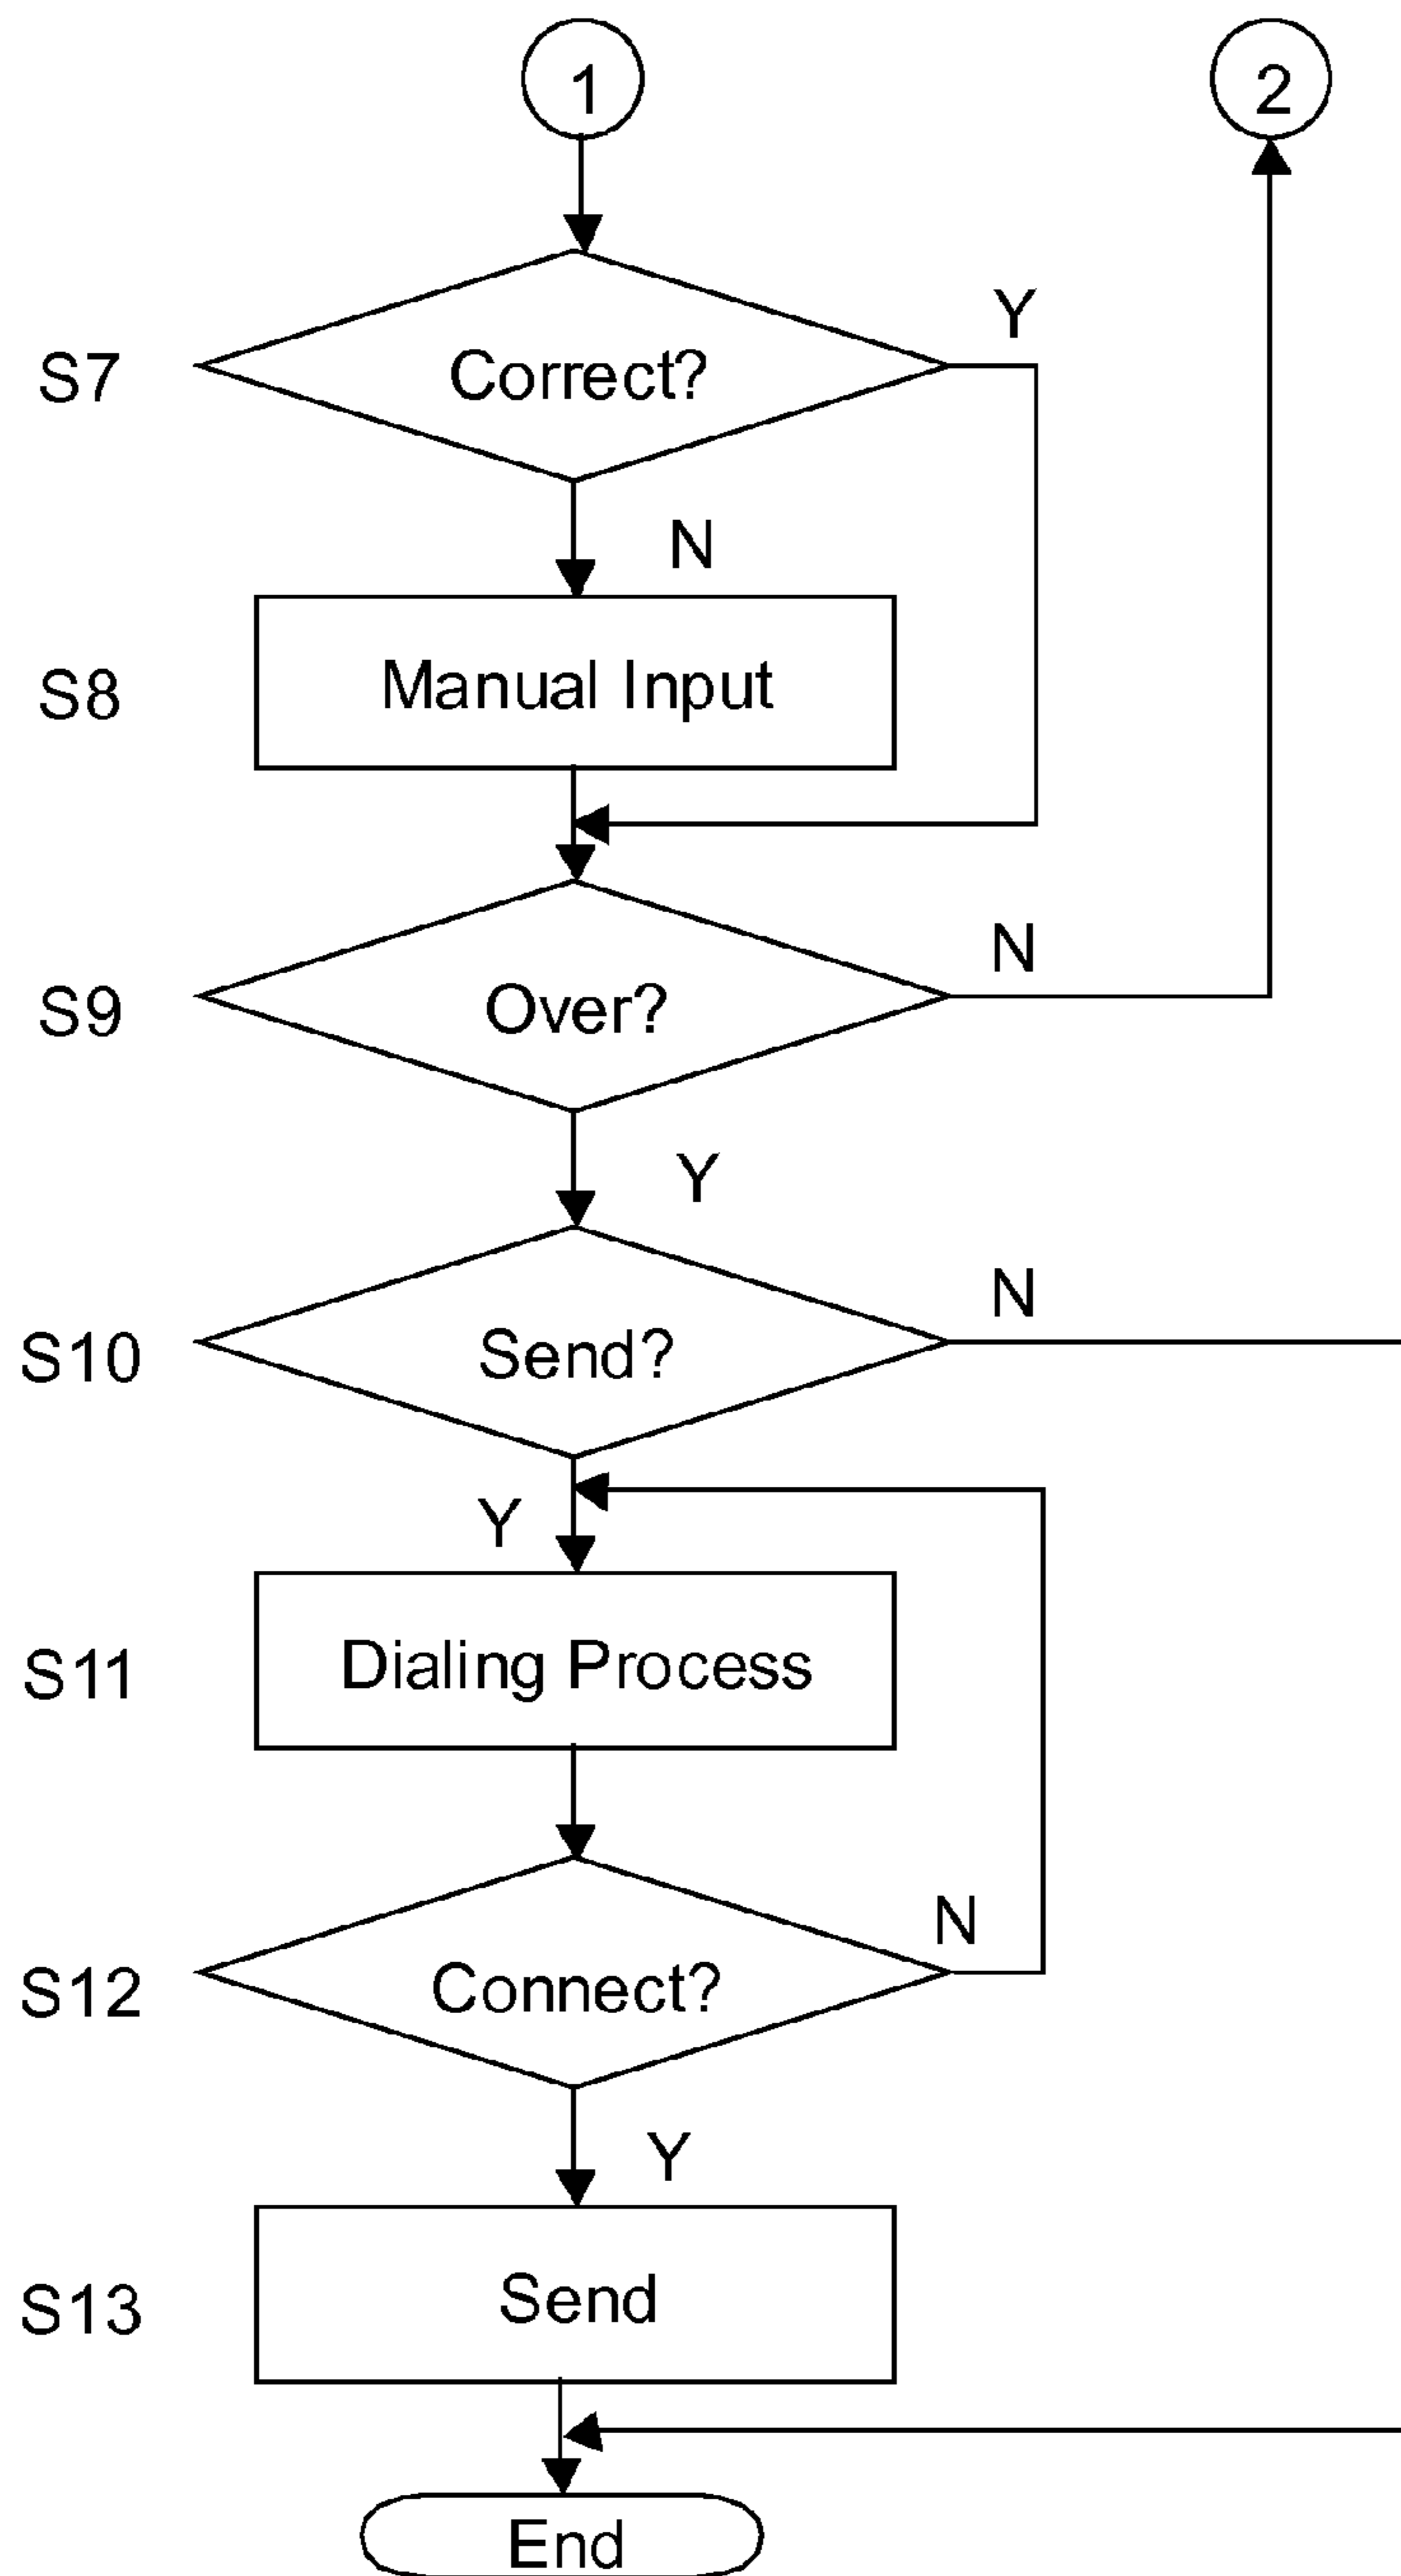 1
2
S7
Correct?
Y
N
S8
Manual Input
S9
Over?
N
Y
S10
Send?
N
Y
S11
Dialing Process
S12
Connect?
N
Y
S13
Send
End